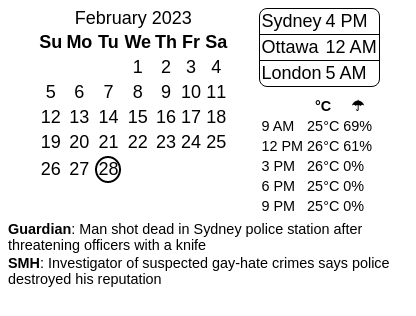 February 2023
Su Mo Tu We Th Fr Sa
1 2 3 4
5 6 7 8 9 10 11
12 13 14 15 16 17 18
19 20 21 22 23 24 25
26 27 28
Sydney 4 PM
Ottawa 12 AM
London 5 AM
°C ☂
9 AM 25°C 69%
12 PM 26°C 61%
3 PM 26°C 0%
6 PM 25°C 0%
9 PM 25°C 0%
Guardian: Man shot dead in Sydney police station after
threatening officers with a knife
SMH: Investigator of suspected gay-hate crimes says police
destroyed his reputation